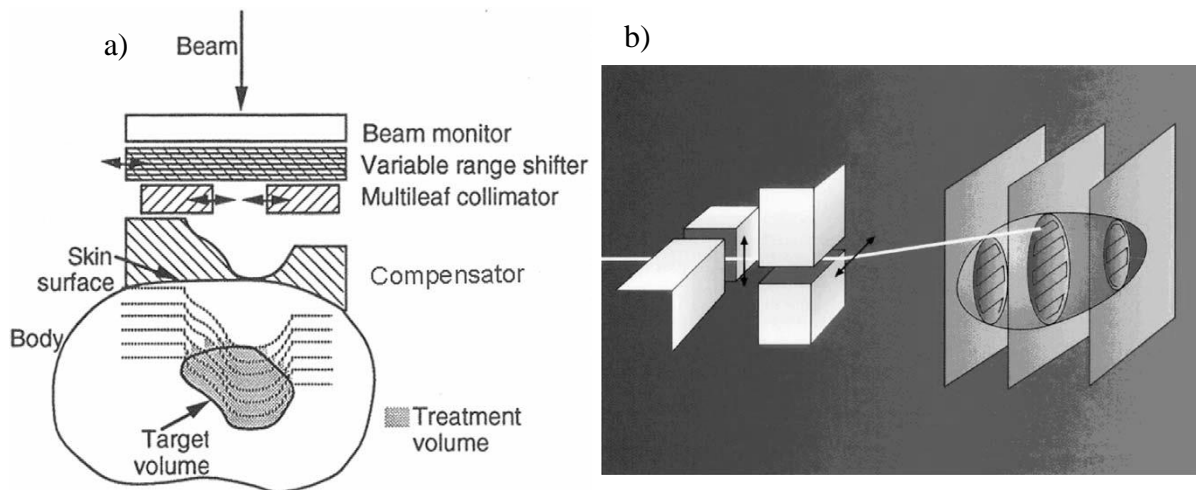 a)
Beam
Beam monitor
Variable range shifter
Multileaf collimator
Skin
surface
Compensator
Body
Target
volume
Treatment
volume
b)